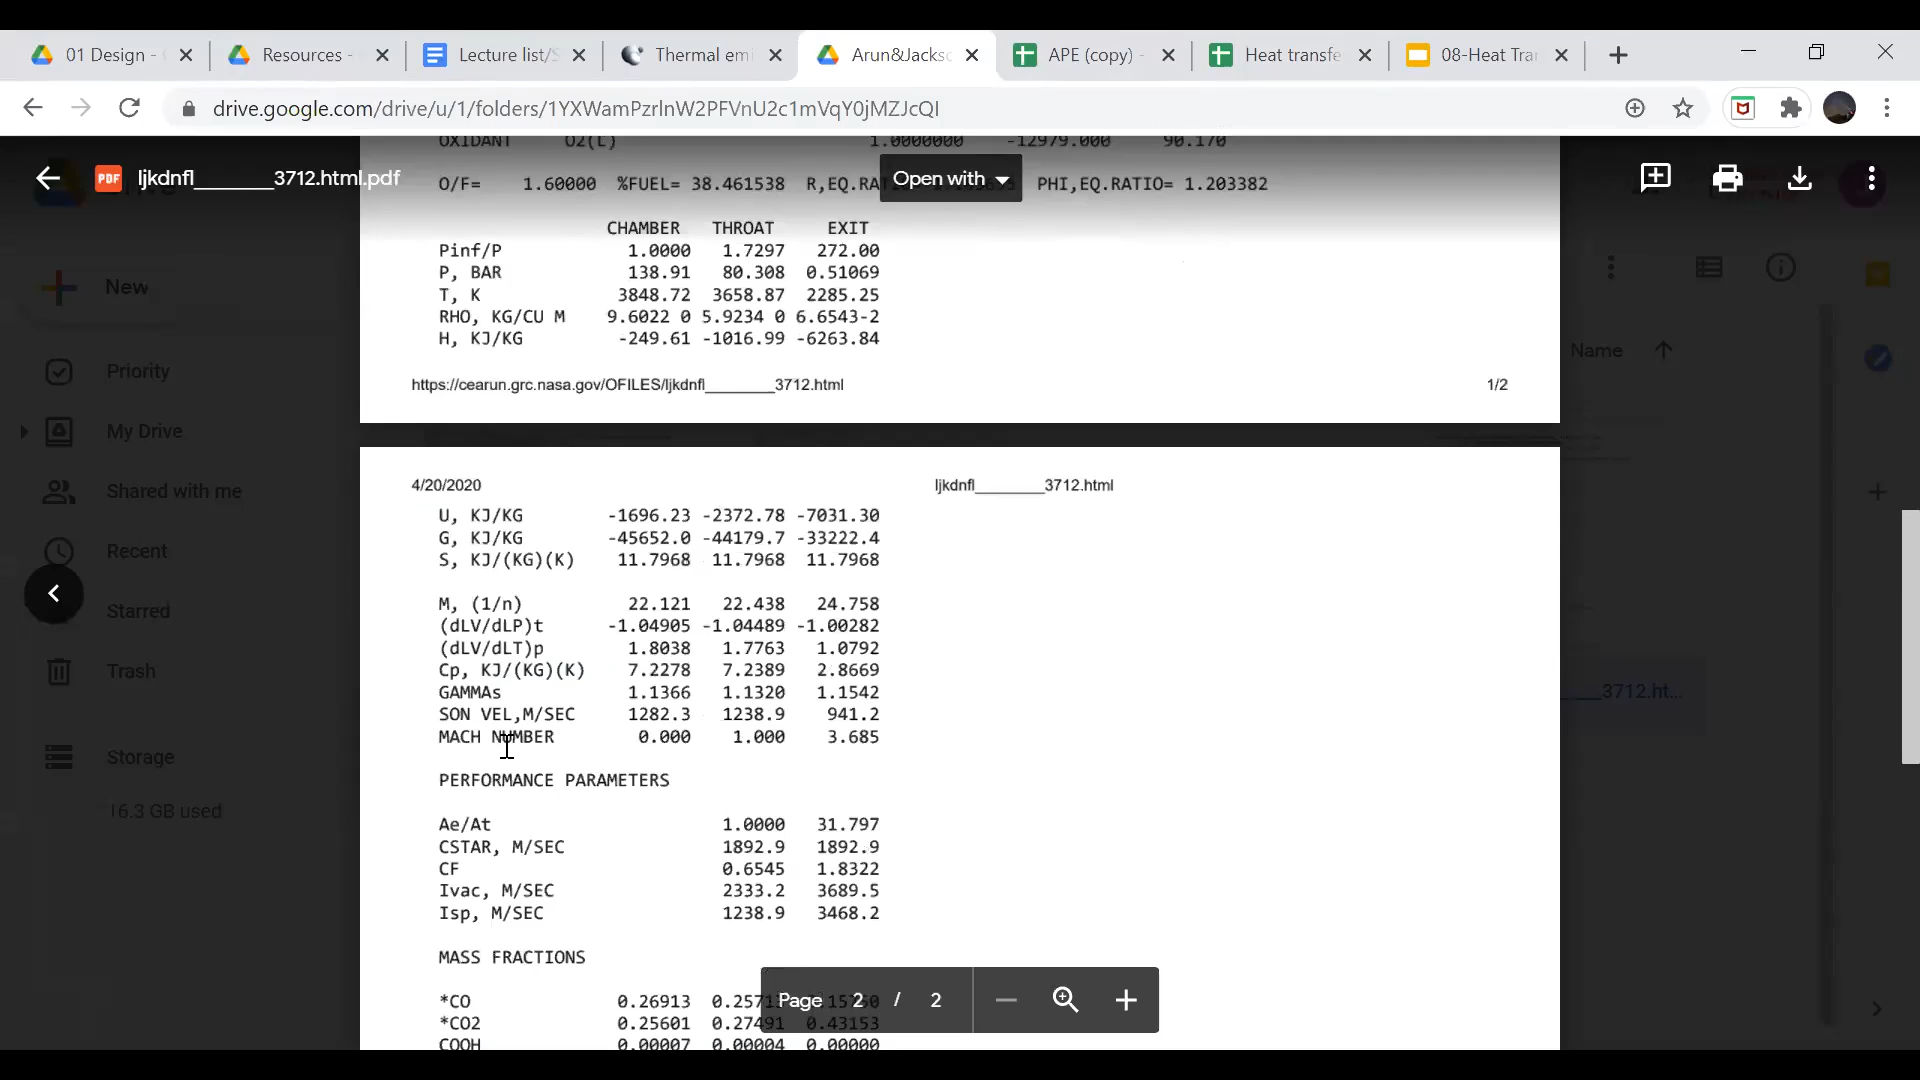 01 Design -
Resources -
Lecture list/S
Thermal emi
Arun&Jacksc
APE (copy) -
Heat transfe
08-Heat Tra
drive.google.com/drive/u/1/folders/1YXWamPzrlnW2PFVnU2c1mVqY0jMZJcQI
OXIDANT O2(L) 1.0000000 -12979.000 90.170
PDF ljkdnfl________3712.html.pdf
Open with
O/F= 1.60000 %FUEL= 38.461538 R,EQ.RA PHI,EQ.RATIO= 1.203382
CHAMBER THROAT EXIT
Pinf/P 1.0000 1.7297 272.00
P, BAR 138.91 80.308 0.51069
T, K 3848.72 3658.87 2285.25
RHO, KG/CU M 9.6022 0 5.9234 0 6.6543-2
H, KJ/KG -249.61 -1016.99 -6263.84
https://cearun.grc.nasa.gov/OFILES/ljkdnfl________3712.html 1/2
New
Priority
My Drive
Shared with me
Recent
Starred
Trash
Storage
16.3 GB used
Name
____3712.ht...
4/20/2020 ljkdnfl________3712.html
U, KJ/KG -1696.23 -2372.78 -7031.30
G, KJ/KG -45652.0 -44179.7 -33222.4
S, KJ/(KG)(K) 11.7968 11.7968 11.7968
M, (1/n) 22.121 22.438 24.758
(dLV/dLP)t -1.04905 -1.04489 -1.00282
(dLV/dLT)p 1.8038 1.7763 1.0792
Cp, KJ/(KG)(K) 7.2278 7.2389 2.8669
GAMMAs 1.1366 1.1320 1.1542
SON VEL,M/SEC 1282.3 1238.9 941.2
MACH NUMBER 0.000 1.000 3.685
PERFORMANCE PARAMETERS
Ae/At 1.0000 31.797
CSTAR, M/SEC 1892.9 1892.9
CF 0.6545 1.8322
Ivac, M/SEC 2333.2 3689.5
Isp, M/SEC 1238.9 3468.2
MASS FRACTIONS
*CO 0.26913 0.25713
*CO2 0.25601 0.27491 0.43153
COOH 0.00007 0.00004 0.00000
Page 2 / 2